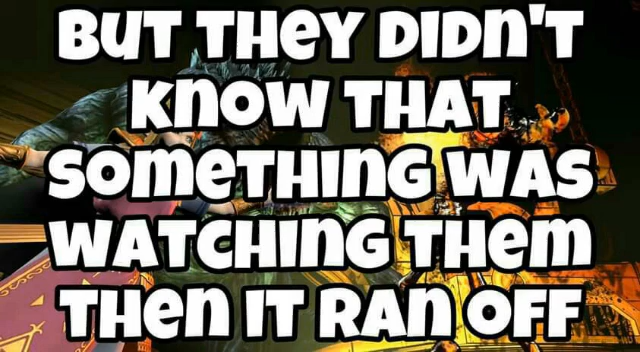 BUT THEY DIDN'T
KNOW THAT
SOMETHING WAS
WATCHING THEM
THEN IT RAN OFF